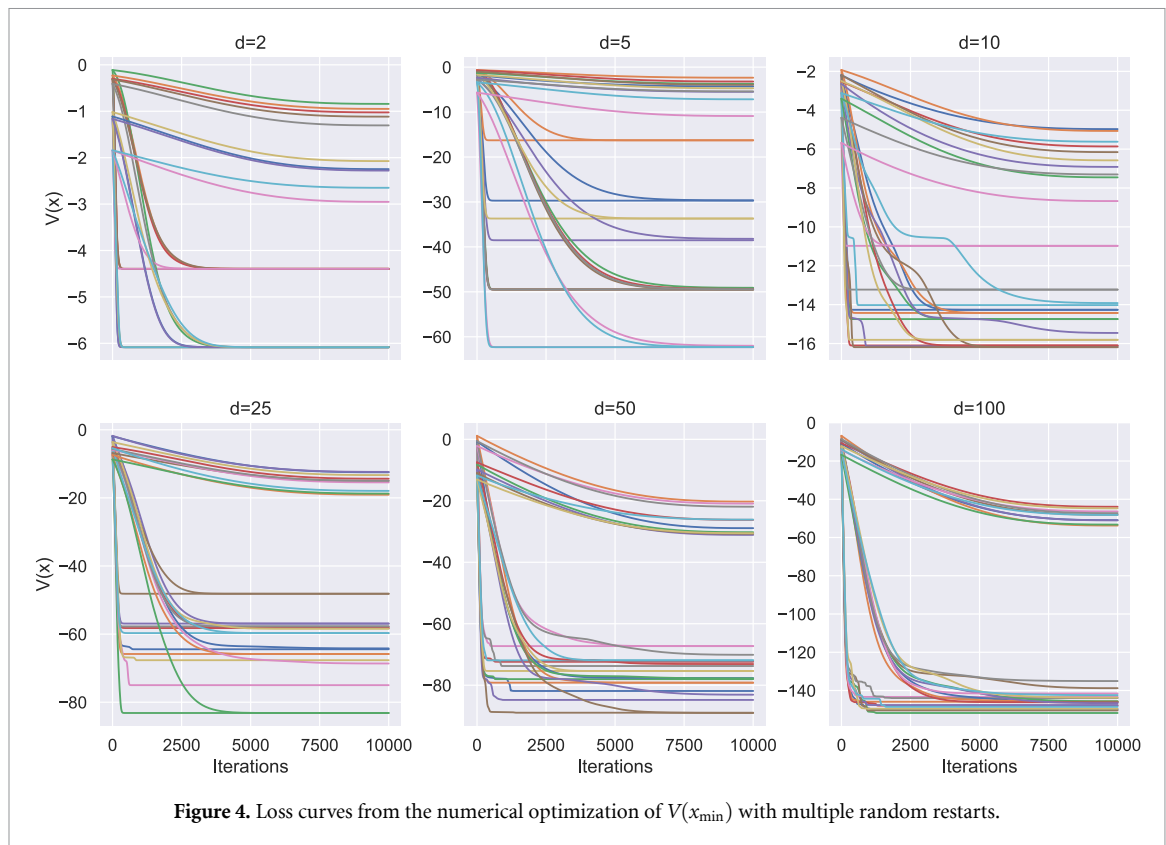 d=2
d=5
d=10
0
−1
−2
−3
−4
−5
−6
V(x)
0
−10
−20
−30
−40
−50
−60
−2
−4
−6
−8
−10
−12
−14
−16
d=25
d=50
d=100
0
−20
−40
−60
−80
V(x)
0
−20
−40
−60
−80
0
−20
−40
−60
−80
−100
−120
−140
0 2500 5000 7500 10000
0 2500 5000 7500 10000
0 2500 5000 7500 10000
Iterations
Iterations
Iterations
Figure 4. Loss curves from the numerical optimization of V(xmin) with multiple random restarts.